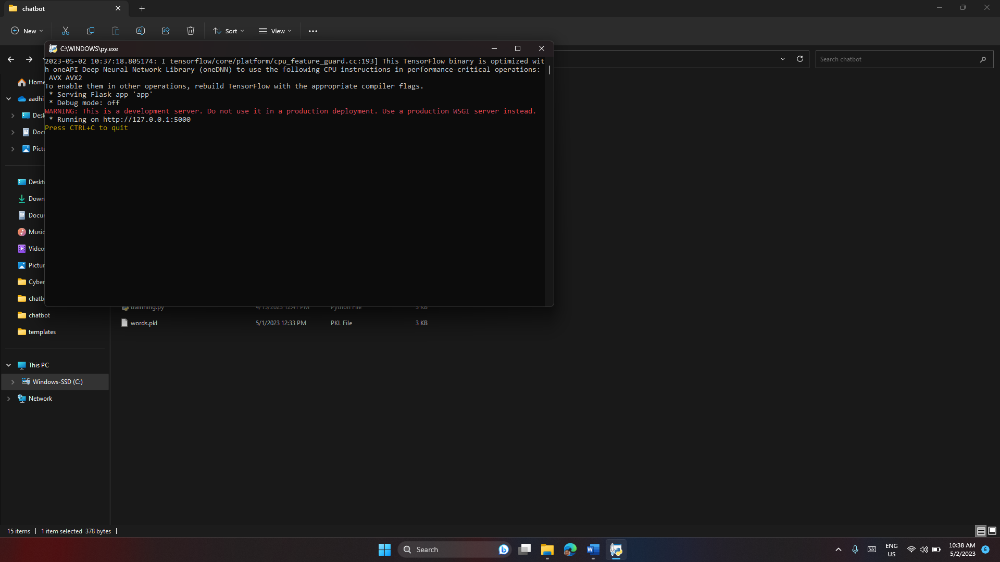 chatbot
New
Sort
View
C:\WINDOWS\py.exe
Search chatbot
2023-05-02 10:37:18.805174: I tensorflow/core/platform/cpu_feature_guard.cc:193] This TensorFlow binary is optimized wit
h oneAPI Deep Neural Network Library (oneDNN) to use the following CPU instructions in performance-critical operations:
AVX AVX2
To enable them in other operations, rebuild TensorFlow with the appropriate compiler flags.
* Serving Flask app 'app'
* Debug mode: off
WARNING: This is a development server. Do not use it in a production deployment. Use a production WSGI server instead.
* Running on http://127.0.0.1:5000
Press CTRL+C to quit
Home
aadhi
Desk
Doc
Pict
Deskt
Down
Docu
Music
Video
Pictur
Cyber
chatb
chatbot
templates
This PC
Windows-SSD (C:)
Network
trainning.py 4/15/2023 12:41 PM Python File 3 KB
words.pkl 5/1/2023 12:33 PM PKL File 3 KB
15 items 1 item selected 378 bytes
Search
ENG
US
10:38 AM
5/2/2023
6